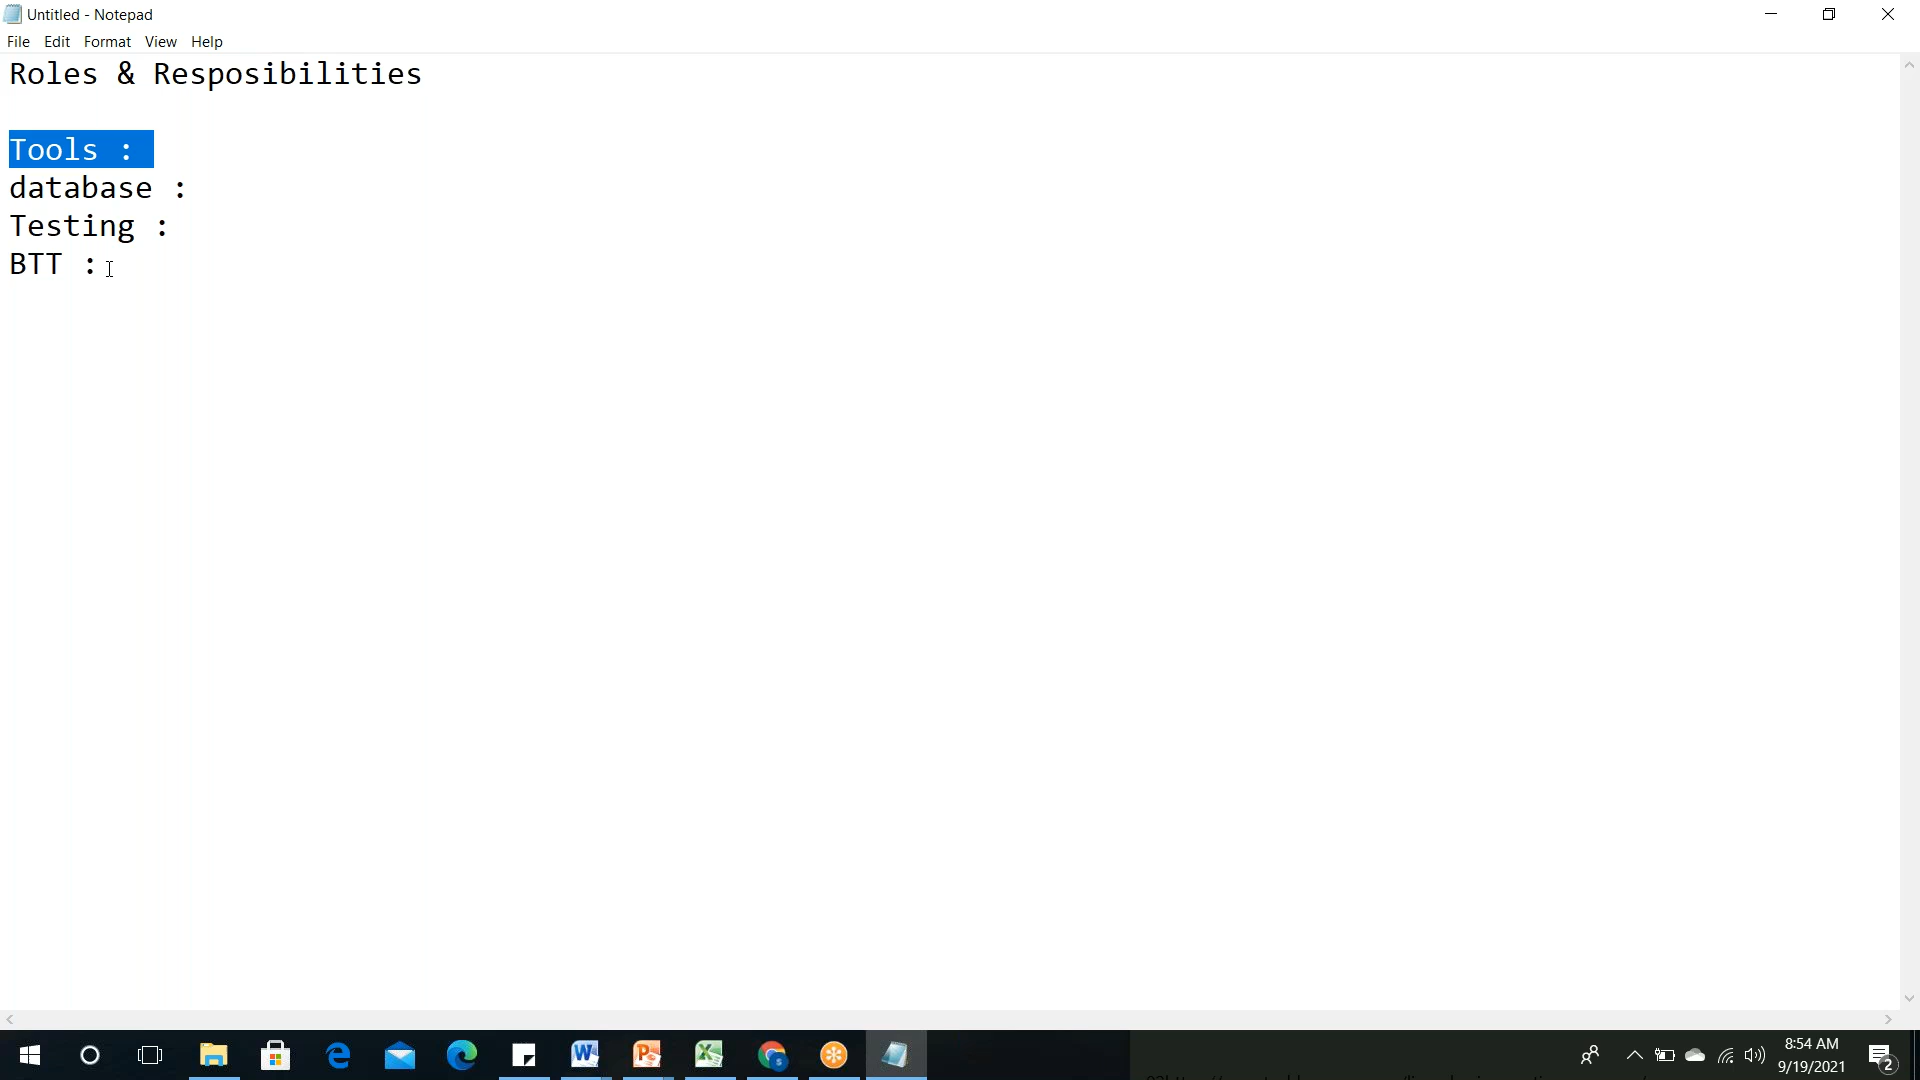 Untitled - Notepad
File Edit Format View Help
Roles & Resposibilities
Tools :
database :
Testing :
BTT :
8:54 AM
9/19/2021
2